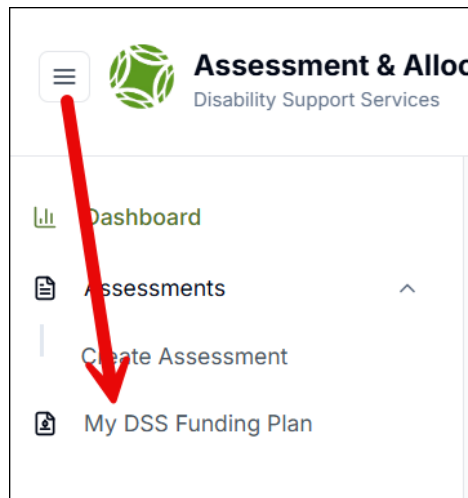 Assessment & Alloc
Disability Support Services
Dashboard
Assessments
Create Assessment
My DSS Funding Plan